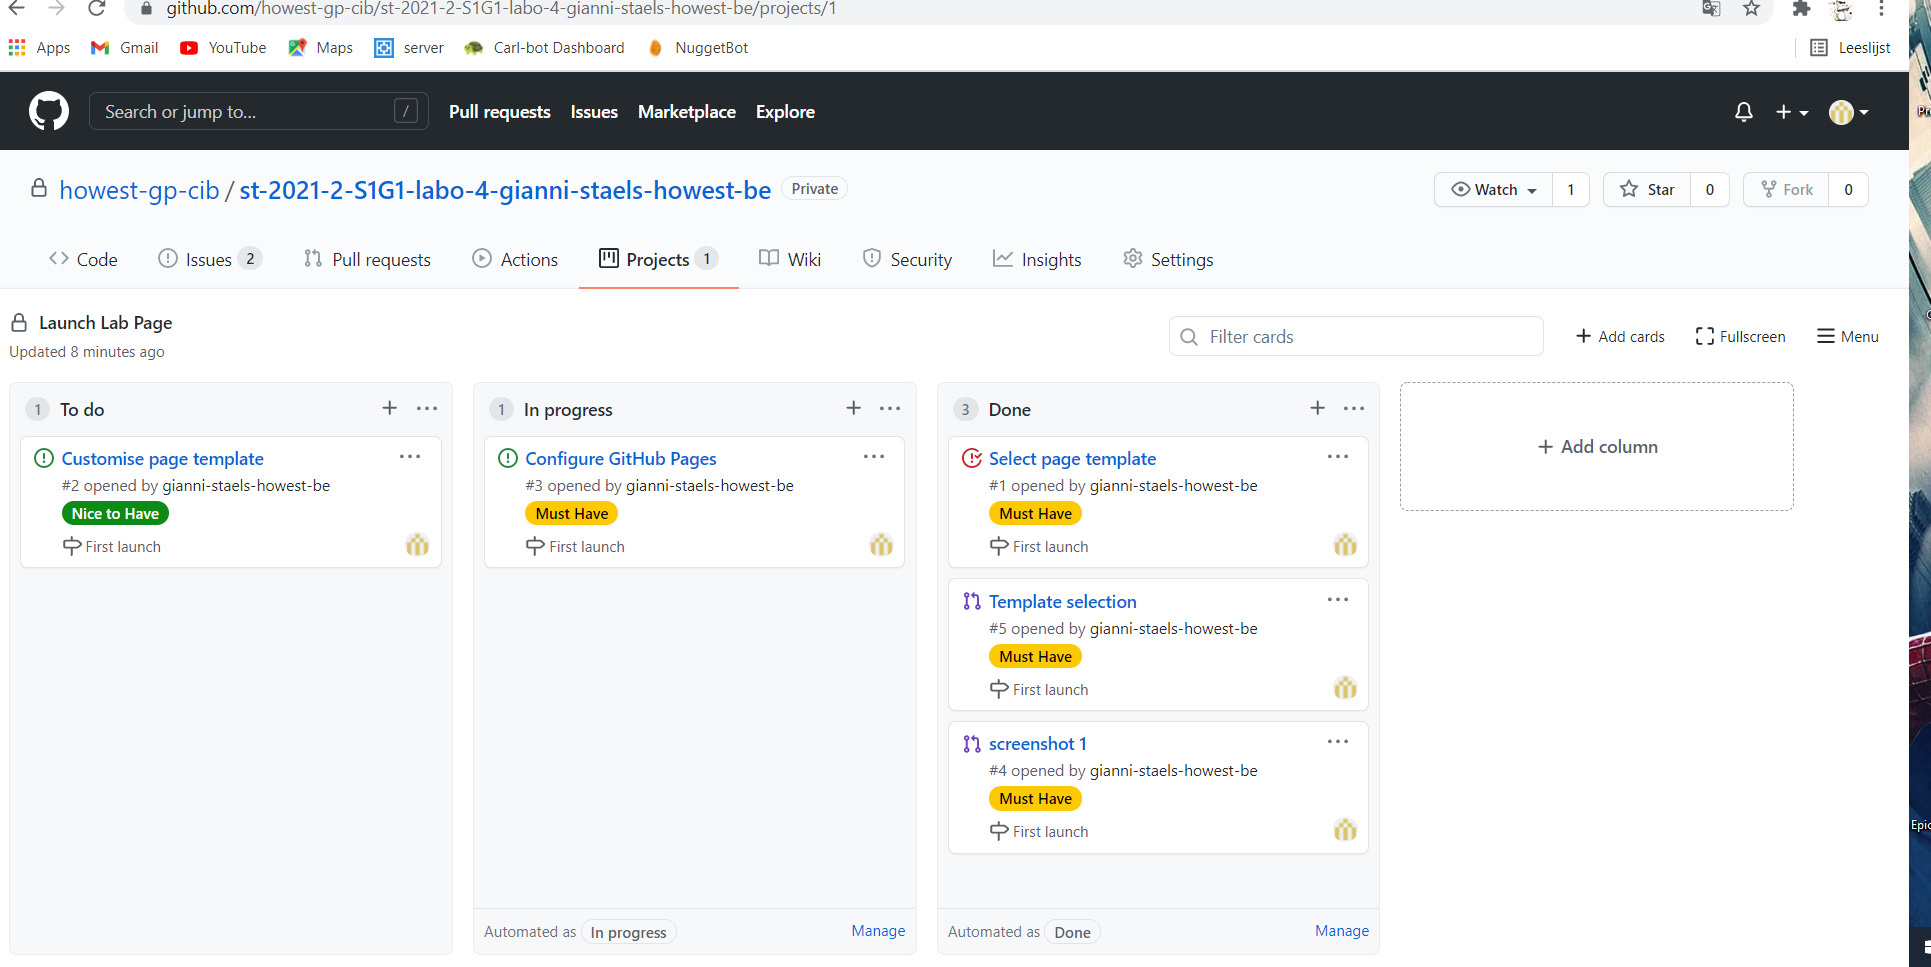 github.com/howest-gp-cib/st-2021-2-S1G1-labo-4-gianni-staels-howest-be/projects/1
Apps Gmail YouTube Maps server Carl-bot Dashboard NuggetBot Leeslijst
Search or jump to... / Pull requests Issues Marketplace Explore
howest-gp-cib / st-2021-2-S1G1-labo-4-gianni-staels-howest-be Private Watch 1 Star 0 Fork 0
Code Issues 2 Pull requests Actions Projects 1 Wiki Security Insights Settings
Launch Lab Page
Updated 8 minutes ago
Filter cards + Add cards Fullscreen Menu
1 To do + ...
Customise page template ...
#2 opened by gianni-staels-howest-be
Nice to Have
First launch
1 In progress + ...
Configure GitHub Pages ...
#3 opened by gianni-staels-howest-be
Must Have
First launch
Automated as In progress Manage
3 Done + ...
Select page template ...
#1 opened by gianni-staels-howest-be
Must Have
First launch
Template selection ...
#5 opened by gianni-staels-howest-be
Must Have
First launch
screenshot 1 ...
#4 opened by gianni-staels-howest-be
Must Have
First launch
Automated as Done Manage
+ Add column